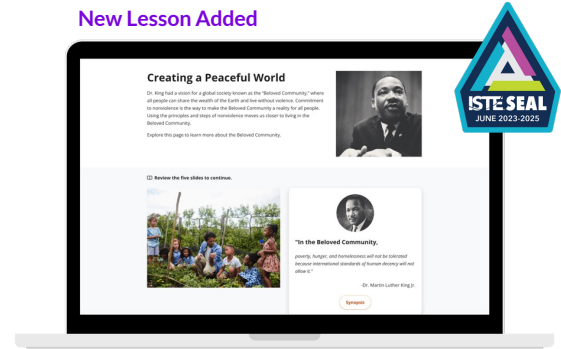 New Lesson Added
ISTE SEAL
JUNE 2023-2025
Creating a Peaceful World
Dr. King had a vision for a global society known as the "Beloved Community," where
all people can share the wealth of the Earth and live without violence. Commitment
to nonviolence is the way to make the Beloved Community a reality for all people.
Using the principles and steps of nonviolence moves us closer to living in the
Beloved Community.
Explore this page to learn more about the Beloved Community.
Review the five slides to continue.
"In the Beloved Community,
poverty, hunger, and homelessness will not be tolerated
because international standards of human decency will not
allow it."
-Dr. Martin Luther King Jr.
Synopsis